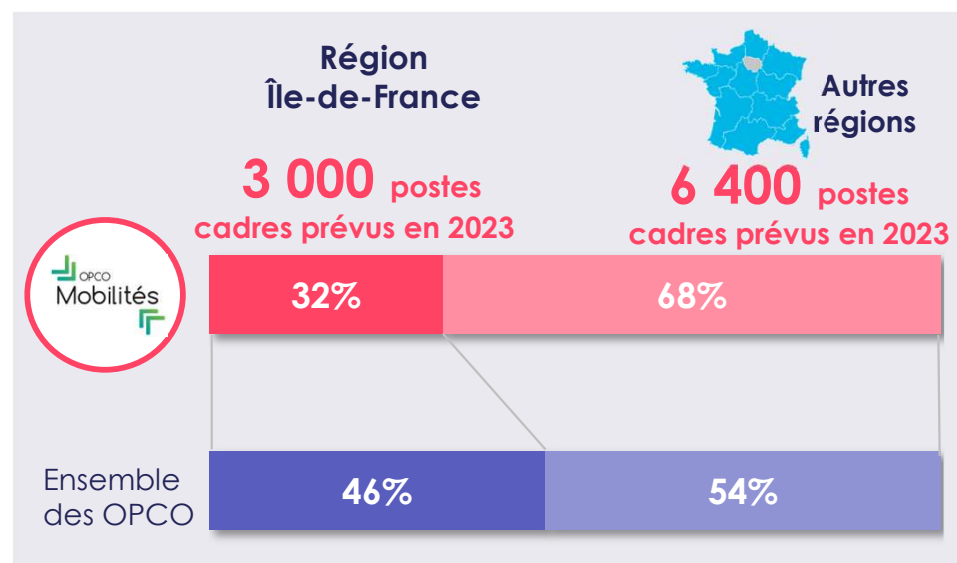 Région
Île-de-France
Autres
régions
3 000 postes
cadres prévus en 2023
6 400 postes
cadres prévus en 2023
OPCO
Mobilités
32%
68%
Ensemble
des OPCO
46%
54%